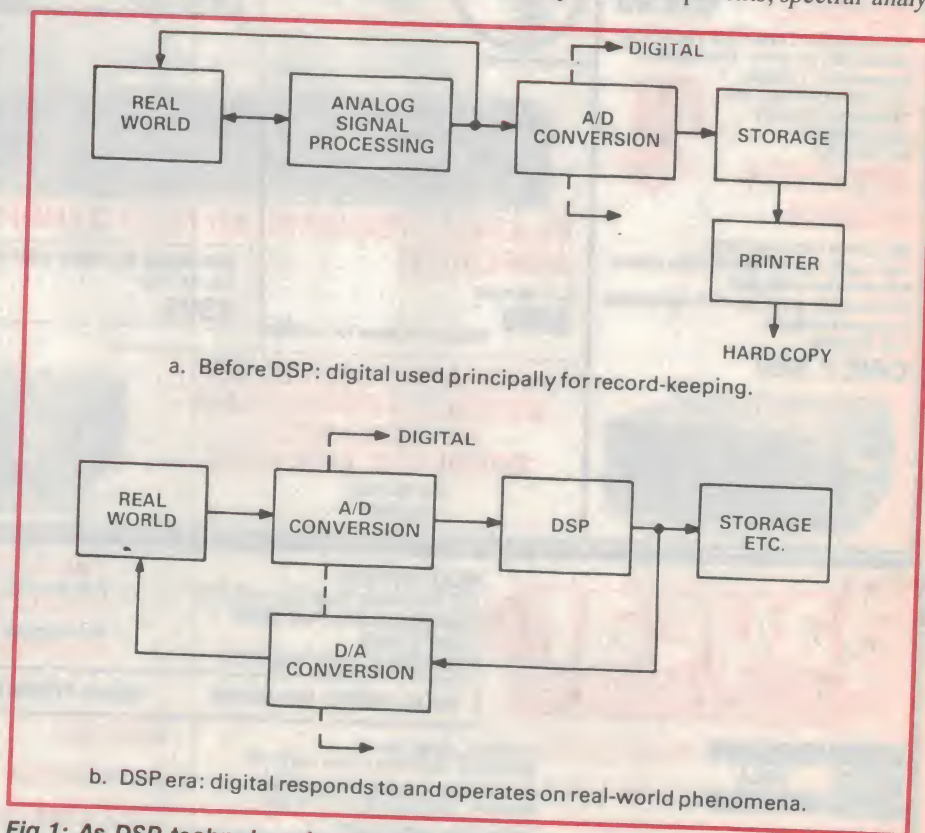 spectral analy
DIGITAL
REAL
WORLD
ANALOG
SIGNAL
PROCESSING
A/D
CONVERSION
STORAGE
PRINTER
HARD COPY
a. Before DSP: digital used principally for record-keeping.
DIGITAL
REAL
WORLD
A/D
CONVERSION
DSP
STORAGE
ETC.
D/A
CONVERSION
b. DSP era: digital responds to and operates on real-world phenomena.
Fig 1: As DSP